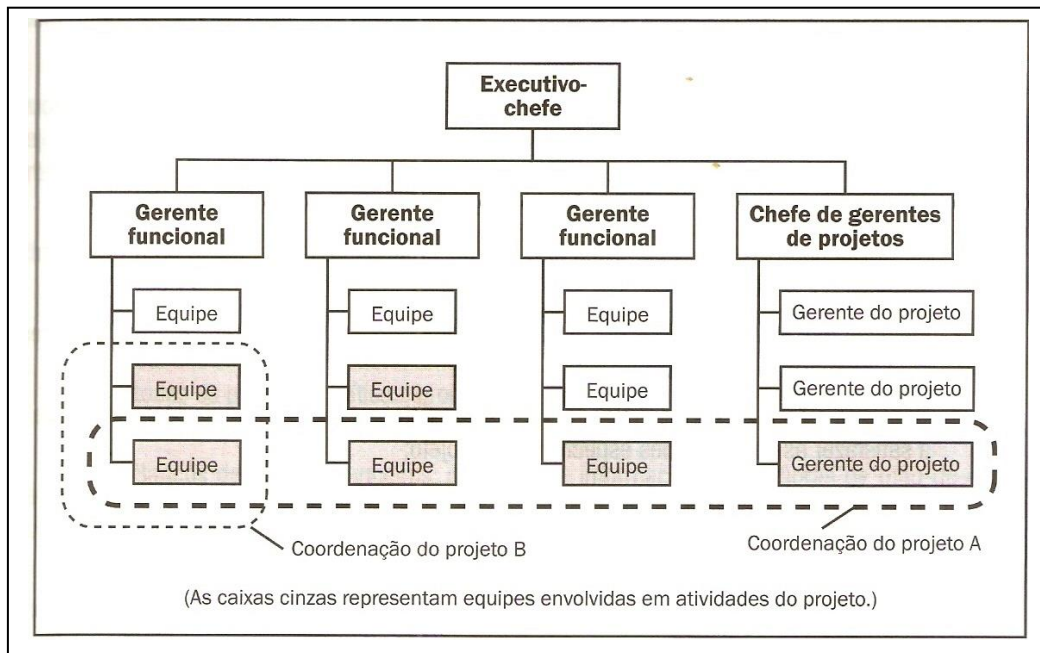 Executivo-
chefe
Gerente
funcional
Gerente
funcional
Gerente
funcional
Chefe de gerentes
de projetos
Equipe
Equipe
Equipe
Gerente do projeto
Equipe
Equipe
Equipe
Gerente do projeto
Equipe
Equipe
Equipe
Gerente do projeto
Coordenação do projeto B
Coordenação do projeto A
(As caixas cinzas representam equipes envolvidas em atividades do projeto.)